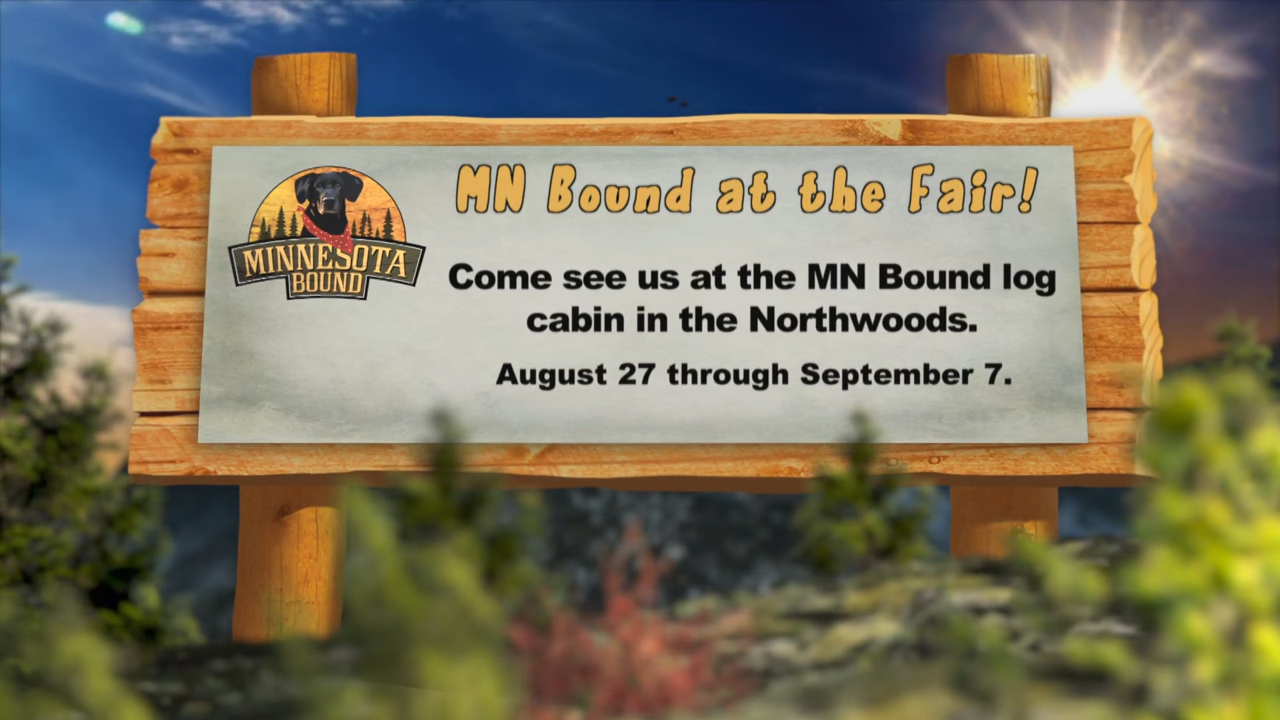 MINNESOTA
BOUND
MN Bound at the Fair!
Come see us at the MN Bound log
cabin in the Northwoods.
August 27 through September 7.